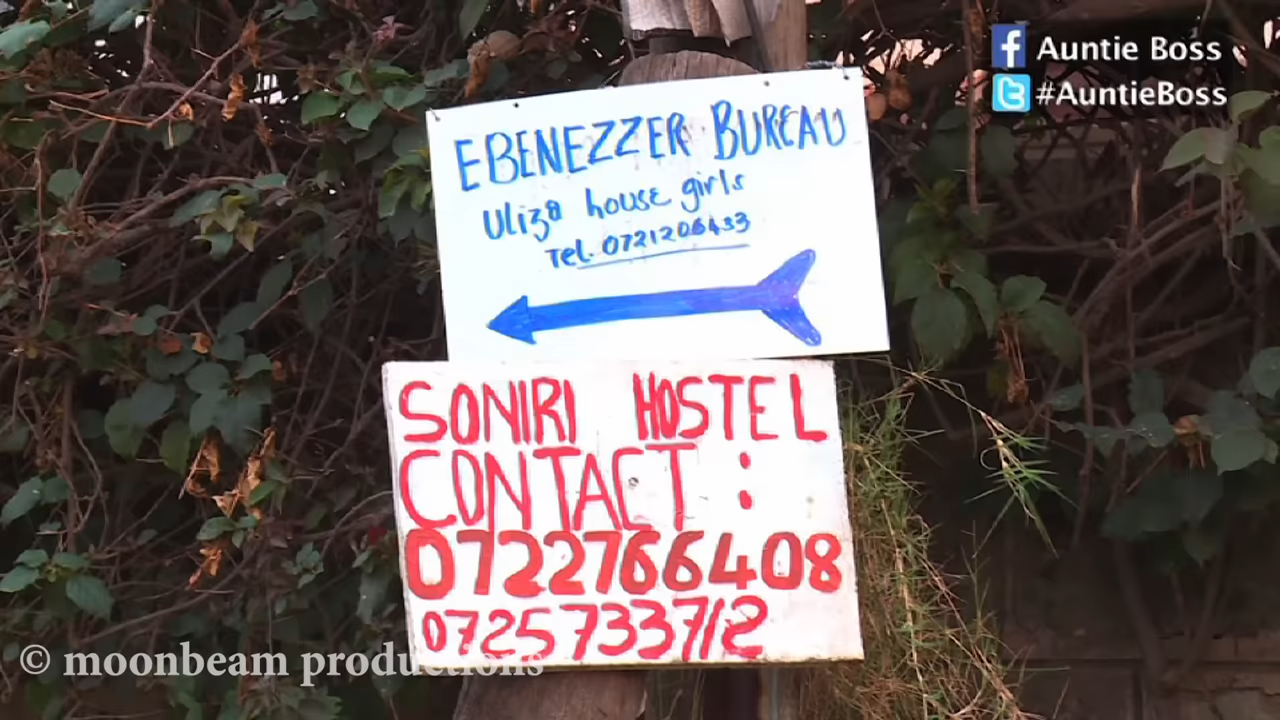 Auntie Boss
#AuntieBoss
EBENEZZER BUREAU
Uliza house girls
Tel. 0721206433
SONIRI HOSTEL
CONTACT :
0722766408
0725733712
© moonbeam productions